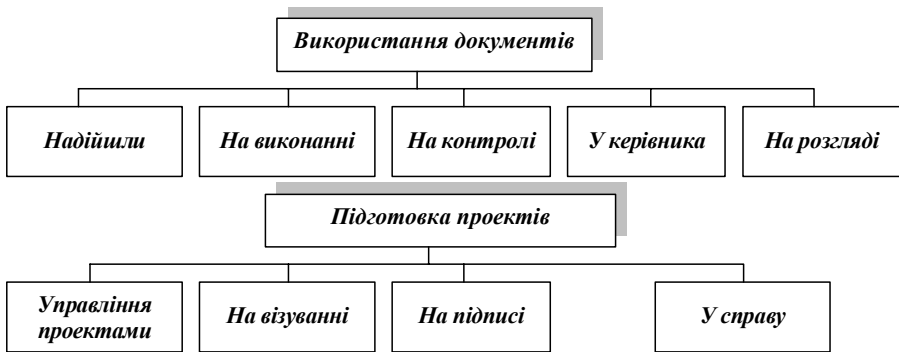 Використання документів
Надійшли
На виконанні
На контролі
У керівника
На розгляді
Підготовка проектів
Управління
проектами
На візуванні
На підписі
У справу